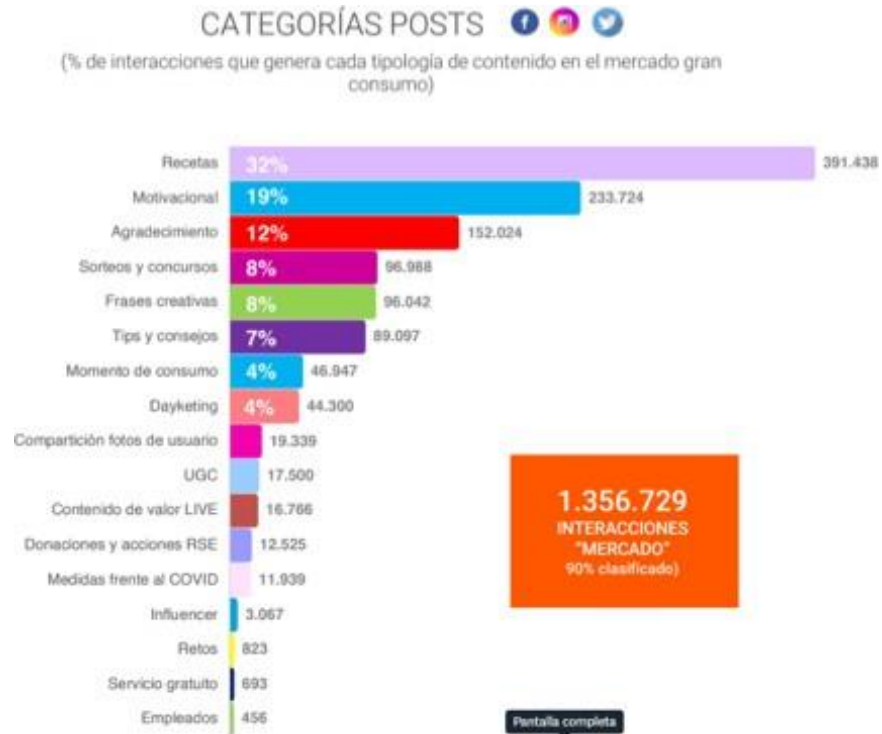 CATEGORÍAS POSTS
(% de interacciones que genera cada tipología de contenido en el mercado gran
consumo)
Recetas 32% 391.438
Motivacional 19% 233.724
Agradecimiento 12% 152.024
Sorteos y concursos 8% 96.988
Frases creativas 8% 96.042
Tips y consejos 7% 89.097
Momento de consumo 4% 46.947
Dayketing 4% 44.300
Compartición fotos de usuario 19.339
UGC 17.500
Contenido de valor LIVE 16.766
Donaciones y acciones RSE 12.525
Medidas frente al COVID 11.939
Influencer 3.067
Retos 823
Servicio gratuito 693
Empleados 456
1.356.729
INTERACCIONES
"MERCADO"
90% clasificado)
Pantalla completa